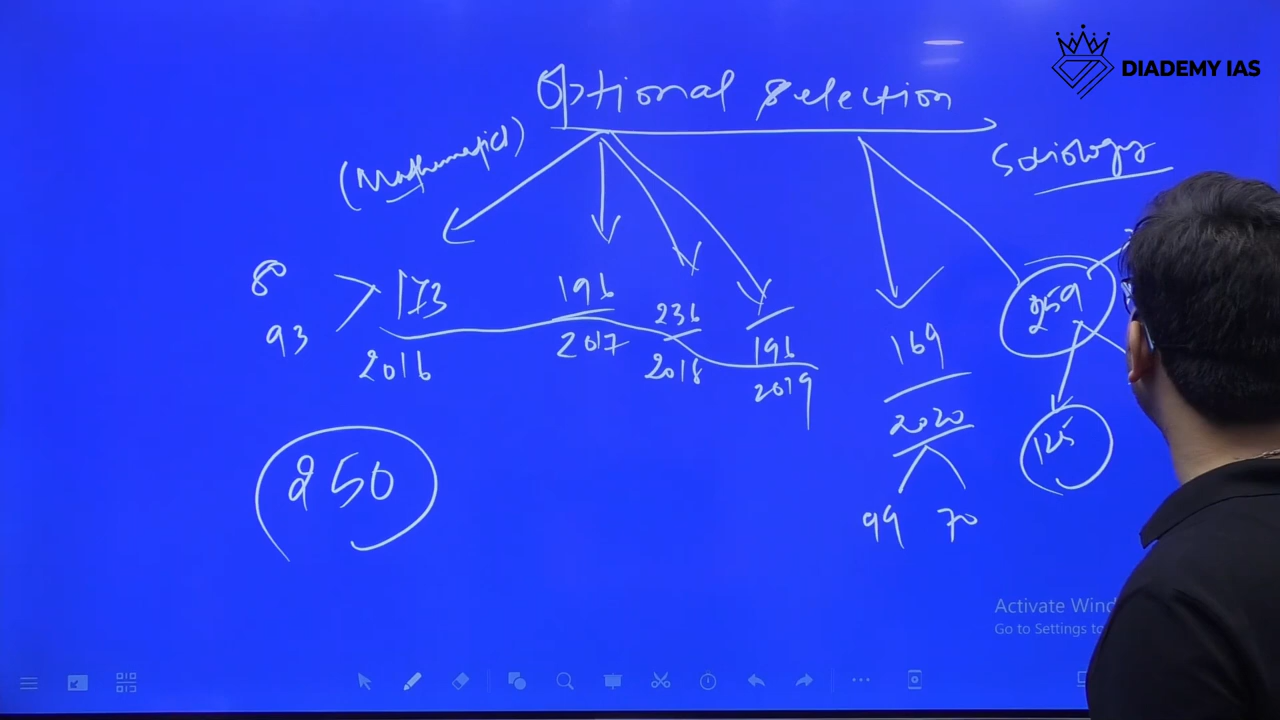 DIADEMY IAS
Optional Selection
(Mathematics)
Sociology
80
93
173
2016
196
2017
236
2018
196
2019
169
2020
99 70
259
125
250
Activate Wind
Go to Settings to